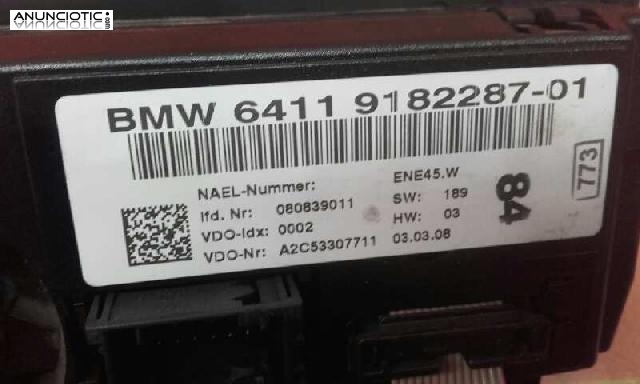 ANUNCIOTIC
.com
BMW 6411 9182287-01
NAEL-Nummer:
ENE45.W
lfd. Nr: 080839011
SW: 189
VDO-Idx: 0002
HW: 03
VDO-Nr: A2C53307711
03.03.08
84
773